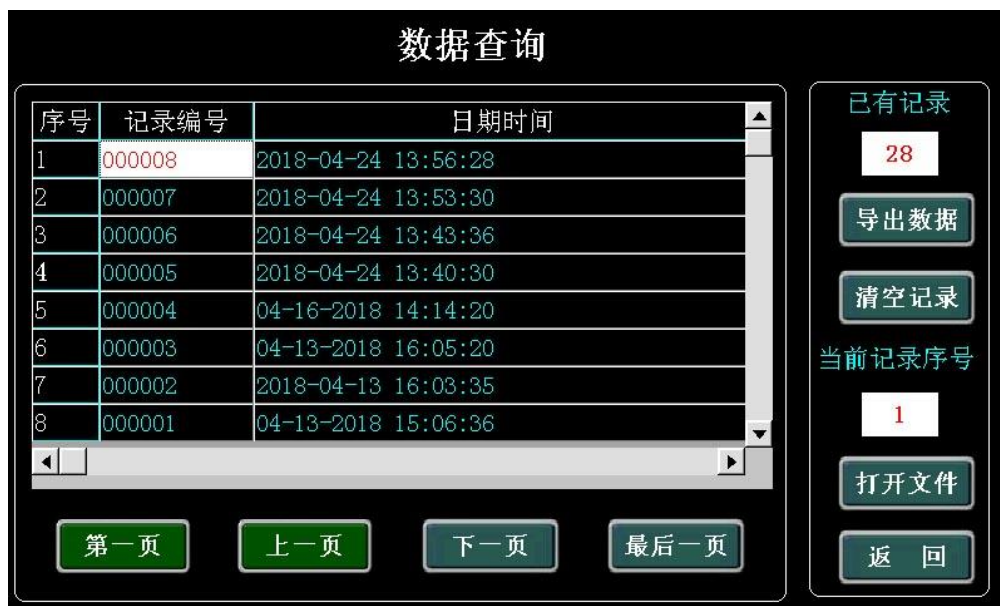 数据查询
序号 记录编号 日期时间
1 000008 2018-04-24 13:56:28
2 000007 2018-04-24 13:53:30
3 000006 2018-04-24 13:43:36
4 000005 2018-04-24 13:40:30
5 000004 04-16-2018 14:14:20
6 000003 04-13-2018 16:05:20
7 000002 2018-04-13 16:03:35
8 000001 04-13-2018 15:06:36
第一页 上一页 下一页 最后一页
已有记录
28
导出数据
清空记录
当前记录序号
1
打开文件
返 回